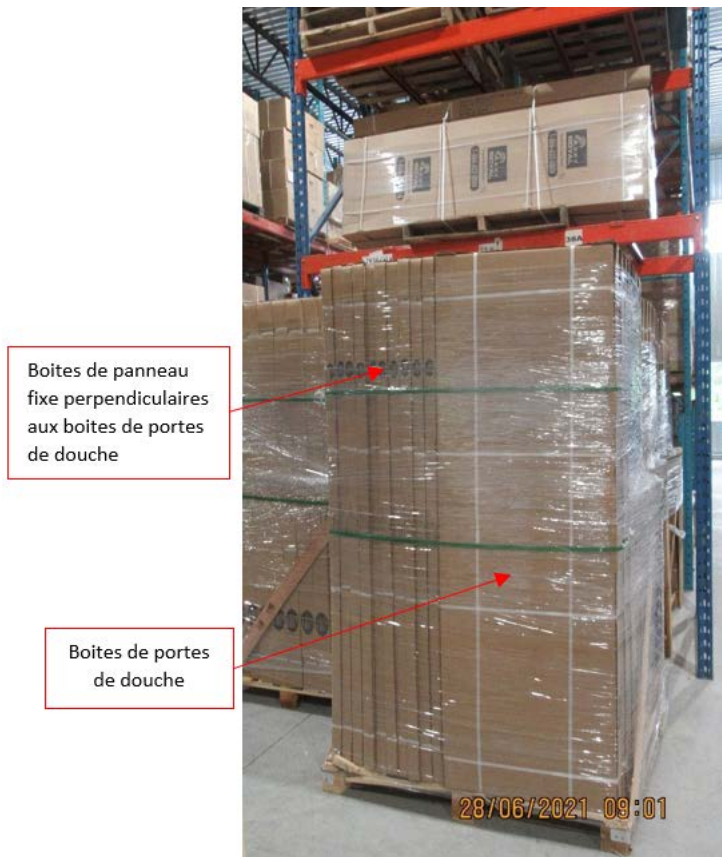 36A
Boites de panneau
fixe perpendiculaires
aux boites de portes
de douche
Boites de portes
de douche
28/06/2021 09:01